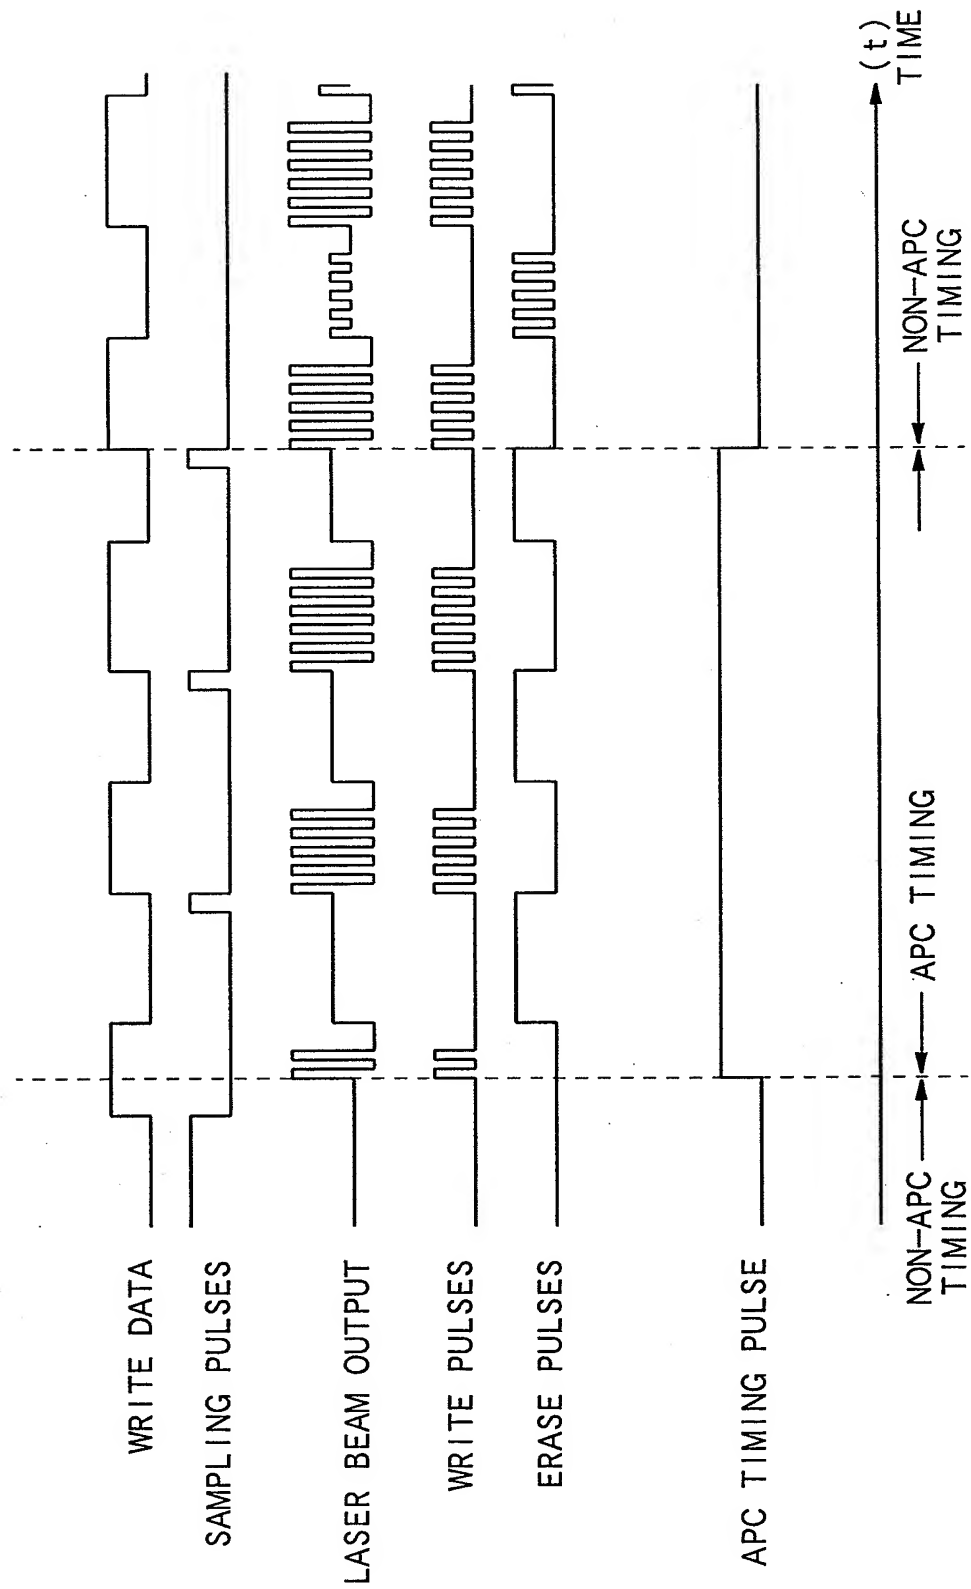 WRITE DATA
SAMPLING PULSES
LASER BEAM OUTPUT
WRITE PULSES
ERASE PULSES
APC TIMING PULSE
(t)
TIME
NON-APC
TIMING
APC TIMING
NON-APC
TIMING